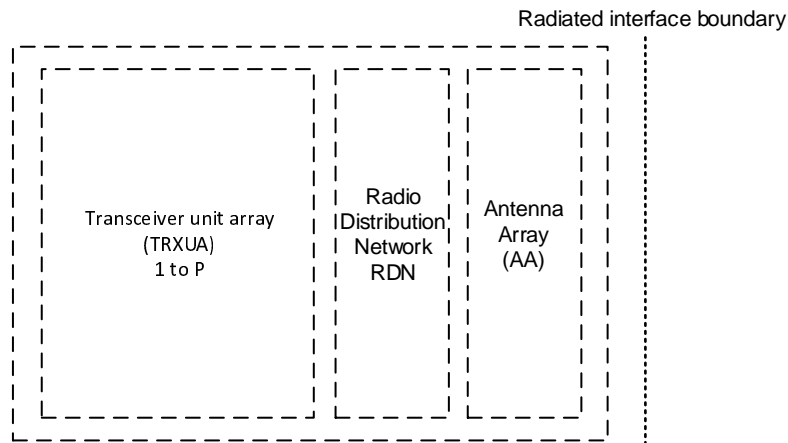 Radiated interface boundary
Transceiver unit array
(TRXUA)
1 to P
Radio
Distribution
Network
RDN
Antenna
Array
(AA)